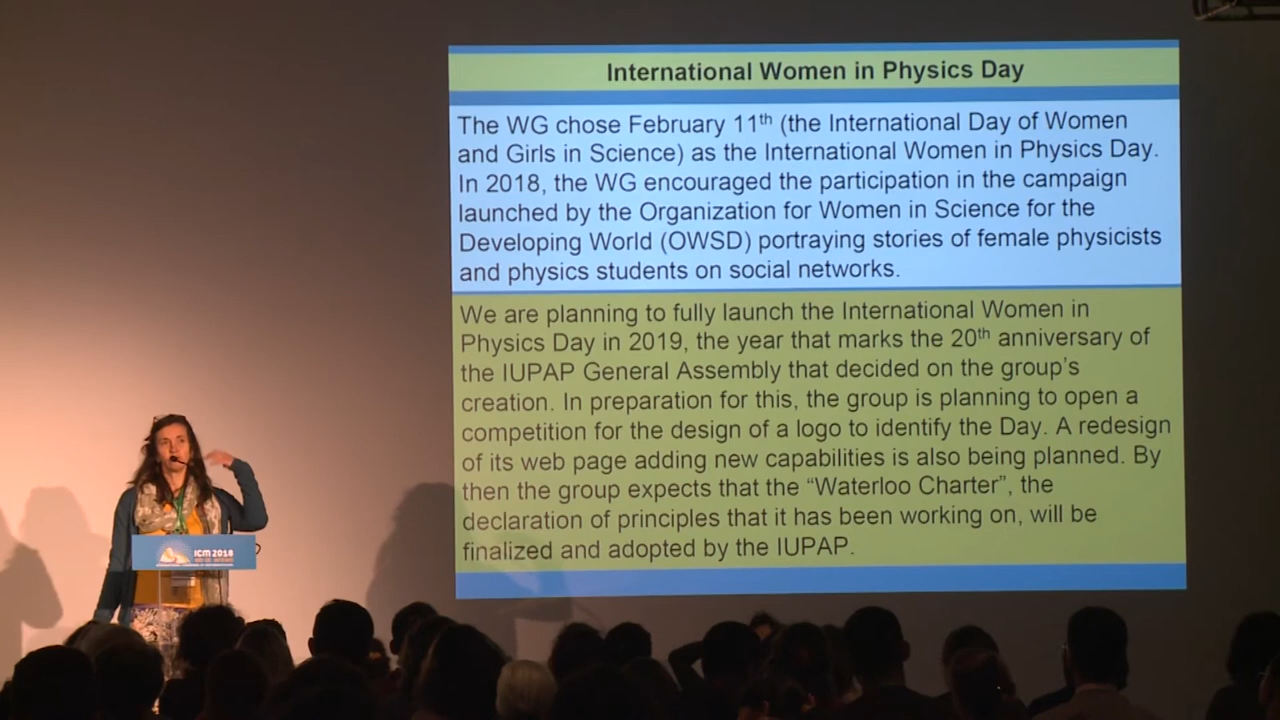 International Women in Physics Day
The WG chose February 11th (the International Day of Women
and Girls in Science) as the International Women in Physics Day.
In 2018, the WG encouraged the participation in the campaign
launched by the Organization for Women in Science for the
Developing World (OWSD) portraying stories of female physicists
and physics students on social networks.
We are planning to fully launch the International Women in
Physics Day in 2019, the year that marks the 20th anniversary of
the IUPAP General Assembly that decided on the group's
creation. In preparation for this, the group is planning to open a
competition for the design of a logo to identify the Day. A redesign
of its web page adding new capabilities is also being planned. By
then the group expects that the “Waterloo Charter”, the
declaration of principles that it has been working on, will be
finalized and adopted by the IUPAP.
ICM 2018